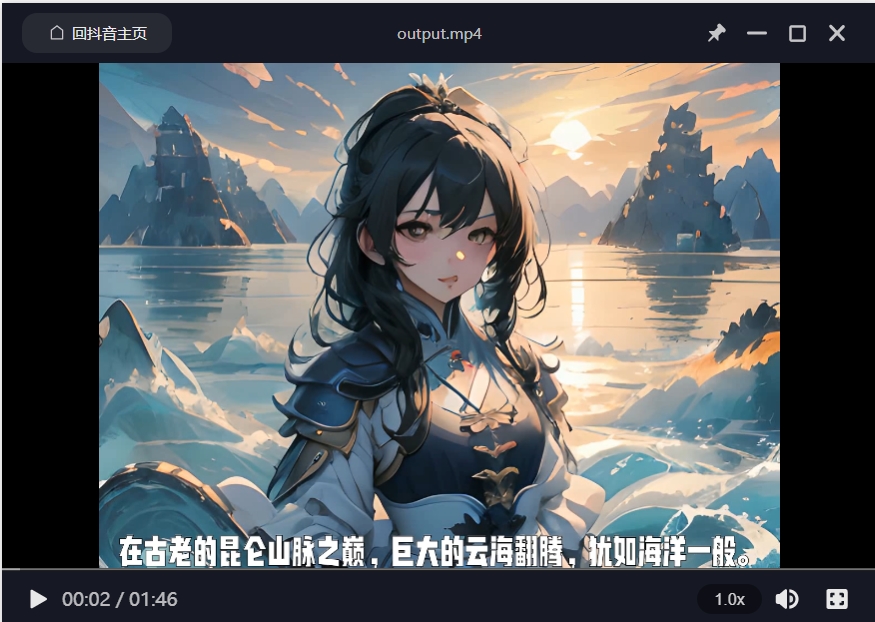 回抖音主页
output.mp4
在古老的昆仑山脉之巅，巨大的云海翻腾，犹如海洋一般。
00:02 / 01:46
1.0x